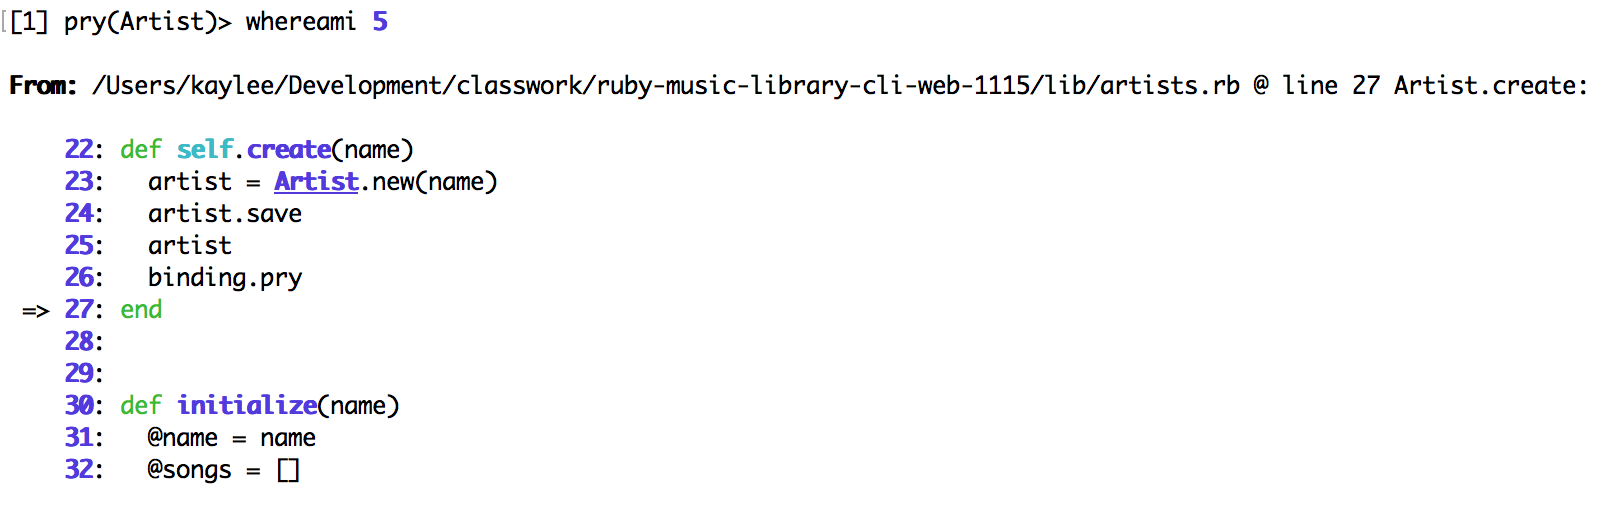 [1] pry(Artist)> whereami 5
From: /Users/kaylee/Development/classwork/ruby-music-library-cli-web-1115/lib/artists.rb @ line 27 Artist.create:
22: def self.create(name)
23:   artist = Artist.new(name)
24:   artist.save
25:   artist
26:   binding.pry
=> 27: end
28:
29:
30: def initialize(name)
31:   @name = name
32:   @songs = []